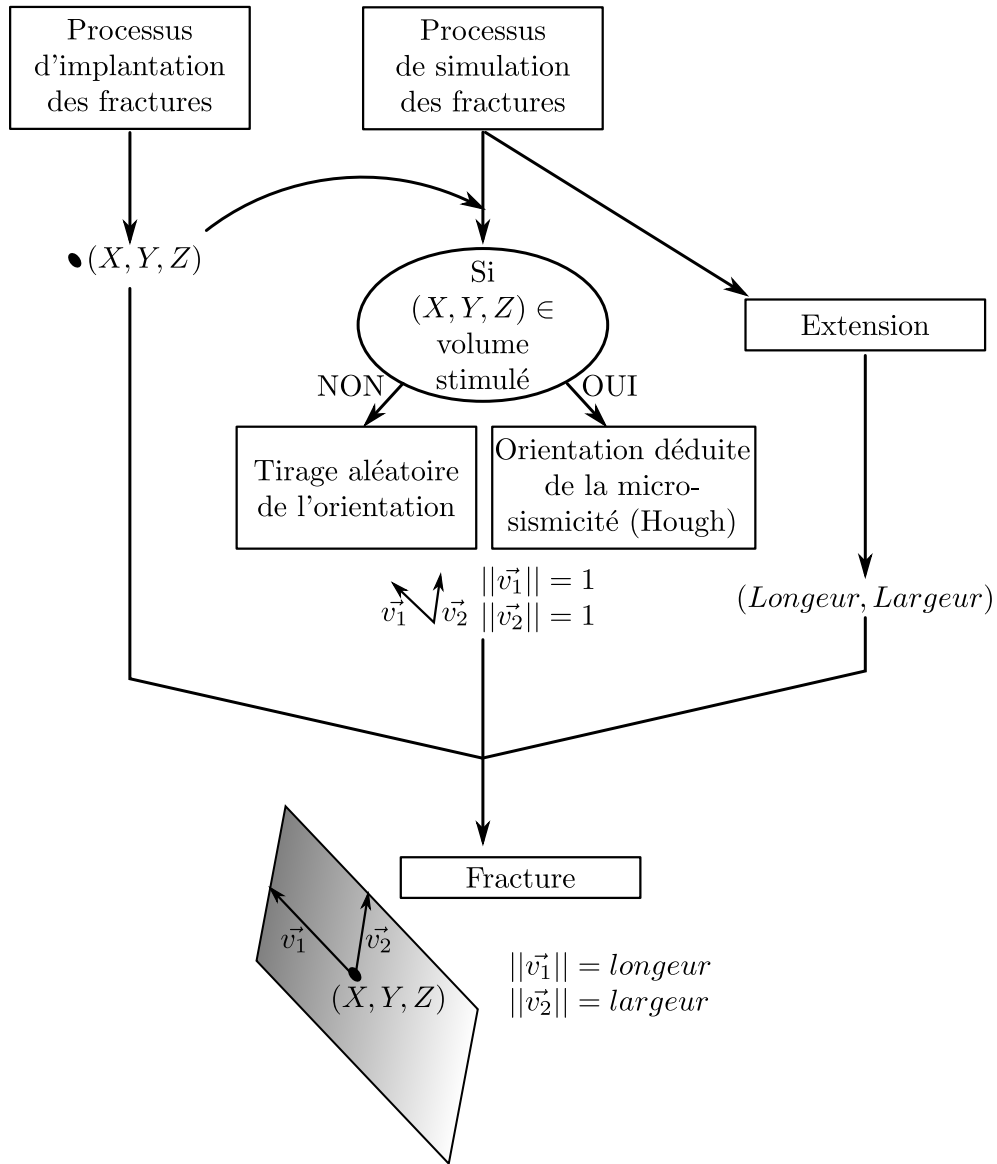 Processus
d'implantation
des fractures
Processus
de simulation
des fractures
(X, Y, Z)
Si
(X, Y, Z) ∈
volume
stimulé
NON
OUI
Extension
Tirage aléatoire
de l'orientation
Orientation déduite
de la micro-
sismicité (Hough)
v⃗1 v⃗2
||v⃗1|| = 1
||v⃗2|| = 1
(Longeur, Largeur)
Fracture
v⃗1 v⃗2
(X, Y, Z)
||v⃗1|| = longeur
||v⃗2|| = largeur